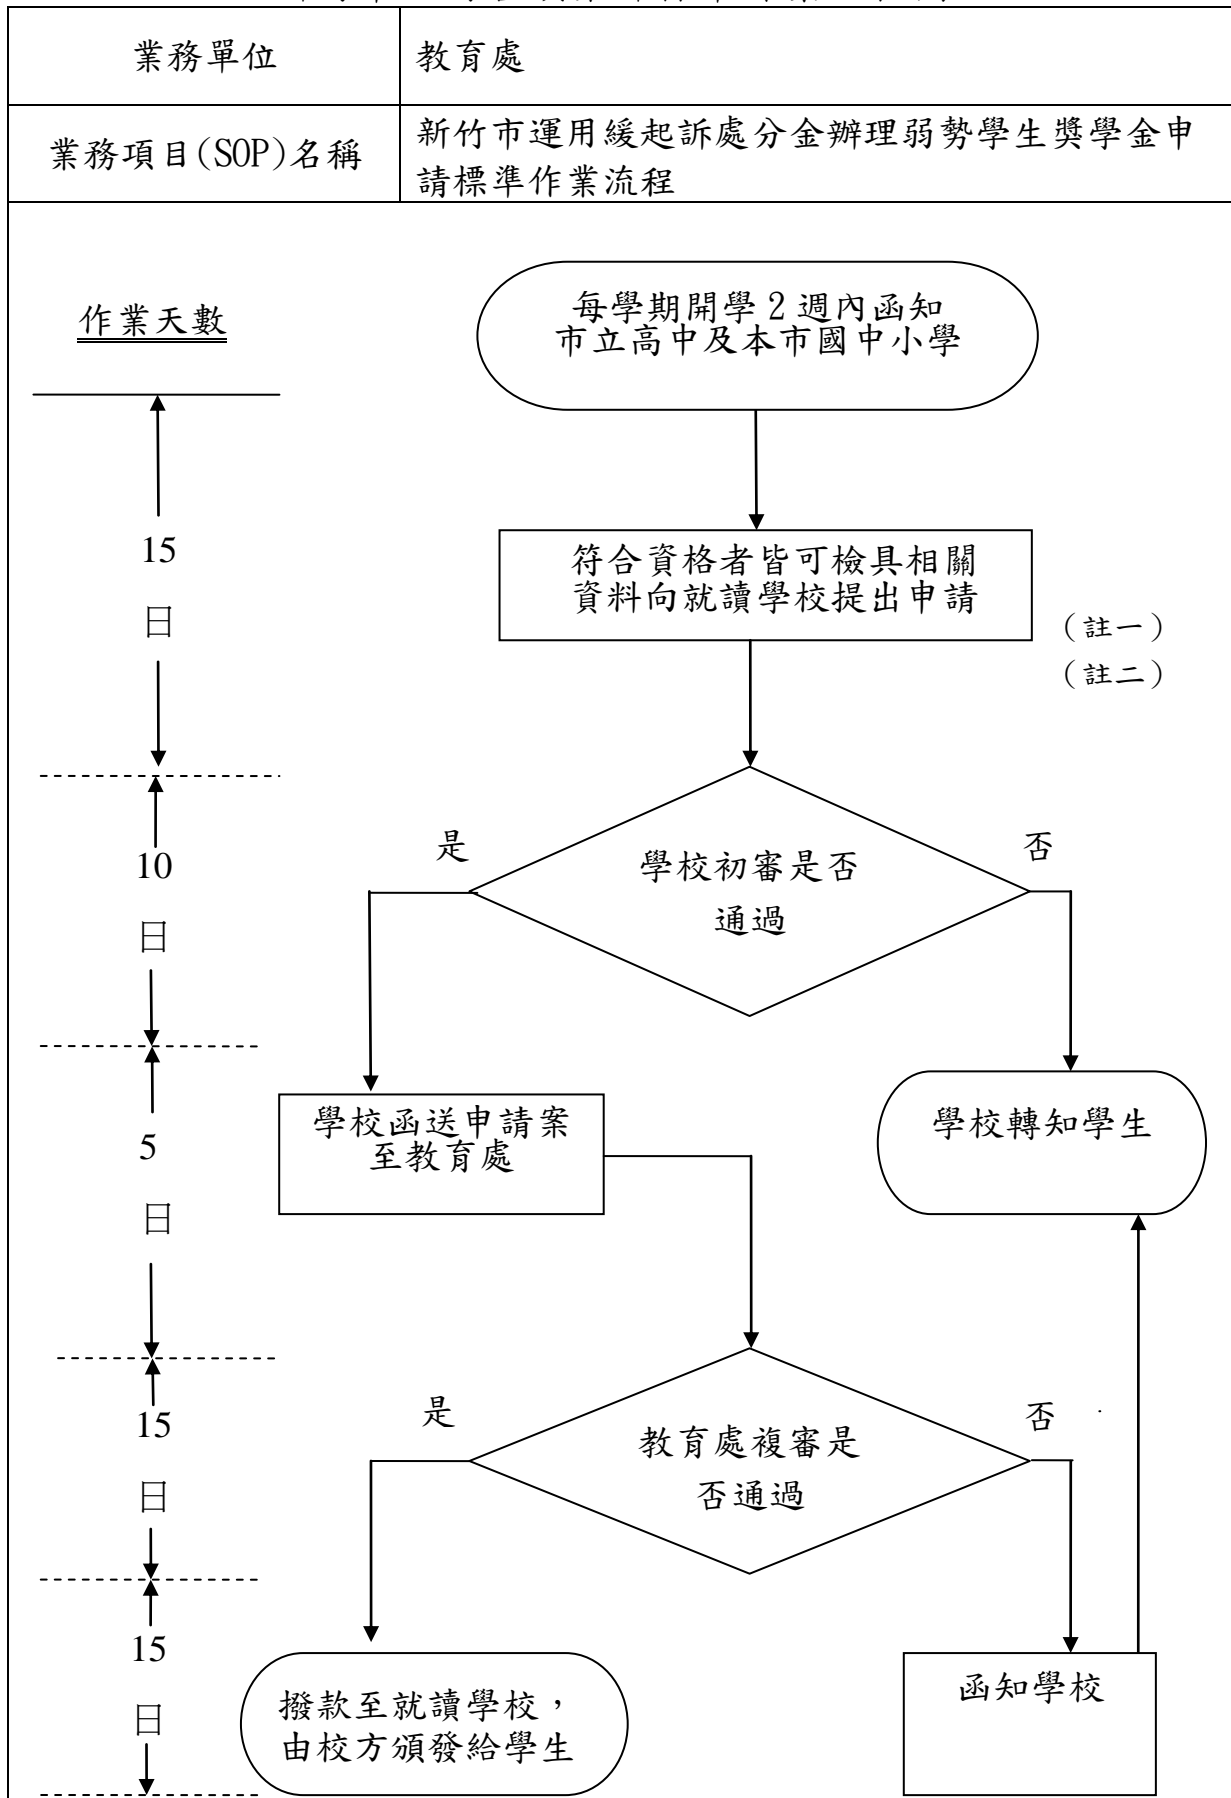 業務單位
教育處
業務項目(SOP)名稱
新竹市運用緩起訴處分金辦理弱勢學生獎學金申
請標準作業流程
作業天數
每學期開學2週內函知
市立高中及本市國中小學
15
日
符合資格者皆可檢具相關
資料向就讀學校提出申請
（註一）
（註二）
10
日
是
學校初審是否
通過
否
5
日
學校函送申請案
至教育處
學校轉知學生
15
日
是
教育處複審是
否通過
否
15
日
撥款至就讀學校，
由校方頒發給學生
函知學校